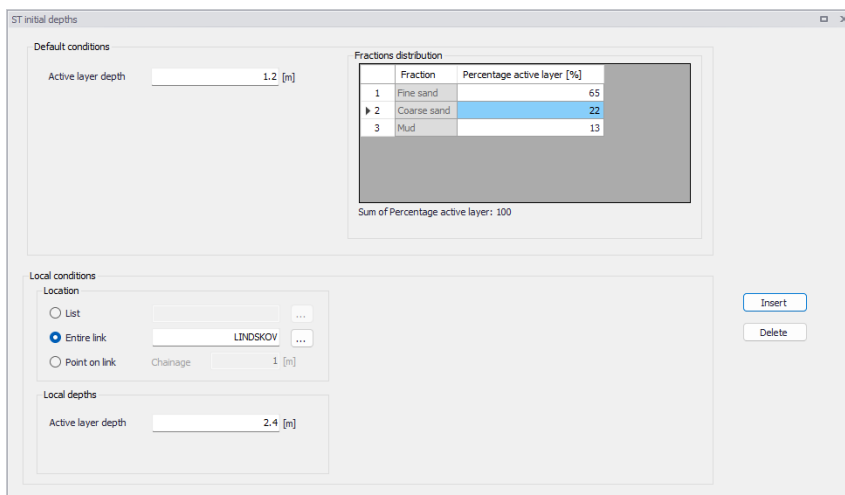 ST initial depths
Default conditions
Active layer depth 1.2 [m]
Fractions distribution
Fraction Percentage active layer [%]
1 Fine sand 65
2 Coarse sand 22
3 Mud 13
Sum of Percentage active layer: 100
Local conditions
Location
List ...
Entire link LINDSKOV ...
Point on link Chainage 1 [m]
Local depths
Active layer depth 2.4 [m]
Insert
Delete